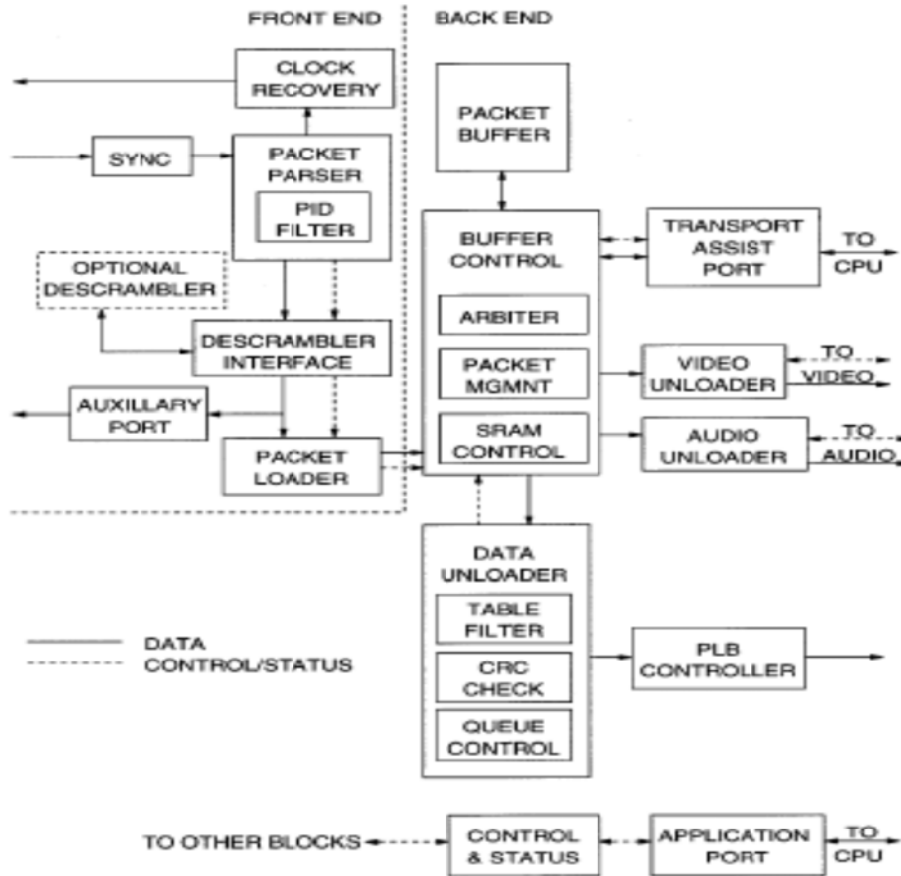 FRONT END
BACK END
CLOCK
RECOVERY
PACKET
BUFFER
SYNC
PACKET
PARSER
PID
FILTER
BUFFER
CONTROL
TRANSPORT
ASSIST
PORT
TO
CPU
OPTIONAL
DESCRAMBLER
ARBITER
DESCRAMBLER
INTERFACE
PACKET
MGMNT
VIDEO
UNLOADER
TO
VIDEO
AUXILLARY
PORT
SRAM
CONTROL
AUDIO
UNLOADER
TO
AUDIO
PACKET
LOADER
DATA
UNLOADER
TABLE
FILTER
CRC
CHECK
QUEUE
CONTROL
PLB
CONTROLLER
DATA
CONTROL/STATUS
TO OTHER BLOCKS
CONTROL
& STATUS
APPLICATION
PORT
TO
CPU